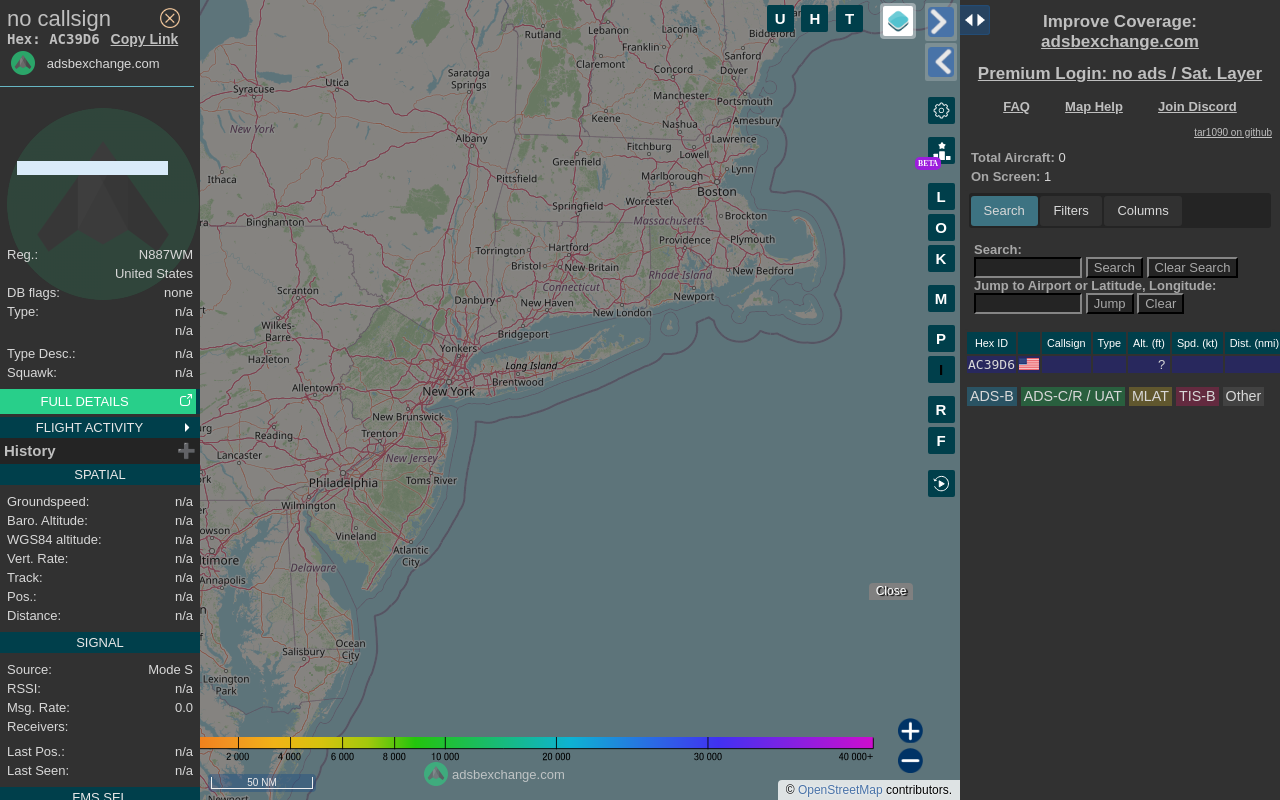 no callsign
Hex: AC39D6 Copy Link
adsbexchange.com
Reg.: N887WM
United States
DB flags: none
Type: n/a
n/a
Type Desc.: n/a
Squawk: n/a
FULL DETAILS
FLIGHT ACTIVITY
History
SPATIAL
Groundspeed: n/a
Baro. Altitude: n/a
WGS84 altitude: n/a
Vert. Rate: n/a
Track: n/a
Pos.: n/a
Distance: n/a
SIGNAL
Source: Mode S
RSSI: n/a
Msg. Rate: 0.0
Receivers:
Last Pos.: n/a
Last Seen: n/a
FMS SEL
U H T
Rutland
Lebanon
Laconia
Biddeford
Franklin
Sanford
Claremont
Concord
Dover
Saratoga
Springs
Utica
Syracuse
Manchester
Portsmouth
Keene
Nashua
Amesbury
New York
Albany
Lawrence
Fitchburg
Lowell
Greenfield
Lynn
Ithaca
Pittsfield
Marlborough
Boston
Worcester
Springfield
Massachusetts
Brockton
Binghamton
Torrington
Hartford
Providence
Plymouth
Bristol
New Britain
Rhode Island
New Bedford
Connecticut
Scranton
Danbury
New Haven
Newport
New London
Wilkes-
Barre
Bridgeport
Yonkers
Hazleton
Long Island
Brentwood
Allentown
New York
New Brunswick
Reading
Trenton
Lancaster
New Jersey
Philadelphia
Toms River
Wilmington
Vineland
Atlantic
City
Delaware
Annapolis
Ocean
City
Salisbury
Lexington
Park
Newport
BETA
L
O
K
M
P
I
R
F
Close
2 000 4 000 6 000 8 000 10 000 20 000 30 000 40 000+
adsbexchange.com
50 NM
© OpenStreetMap contributors.
Improve Coverage:
adsbexchange.com
Premium Login: no ads / Sat. Layer
FAQ Map Help Join Discord
tar1090 on github
Total Aircraft: 0
On Screen: 1
Search Filters Columns
Search:
Search Clear Search
Jump to Airport or Latitude, Longitude:
Jump Clear
Hex ID Callsign Type Alt. (ft) Spd. (kt) Dist. (nmi)
AC39D6 ?
ADS-B ADS-C/R / UAT MLAT TIS-B Other